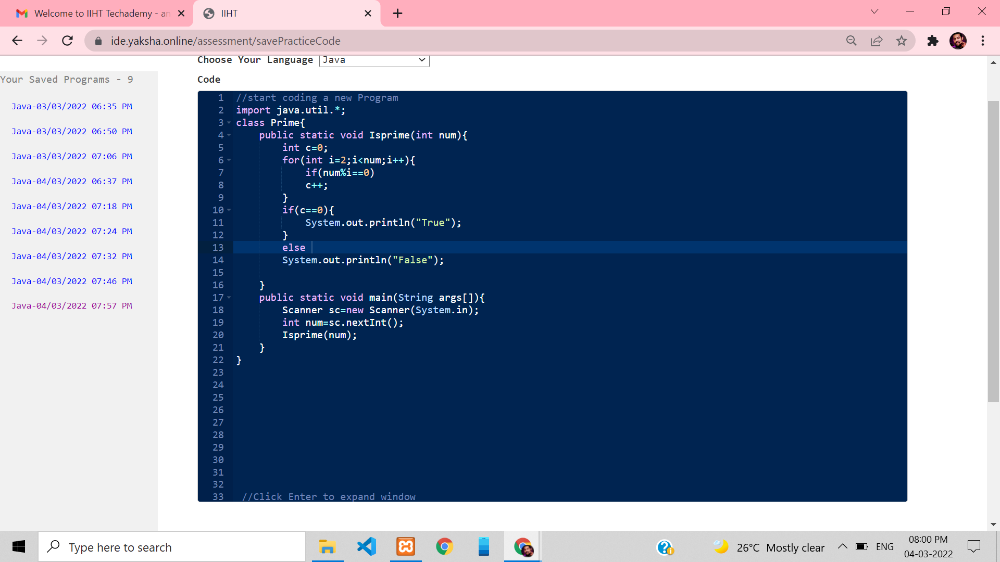 Welcome to IIHT Techademy - an
IIHT
ide.yaksha.online/assessment/savePracticeCode
Choose Your Language Java
Your Saved Programs - 9
Java-03/03/2022 06:35 PM
Java-03/03/2022 06:50 PM
Java-03/03/2022 07:06 PM
Java-04/03/2022 06:37 PM
Java-04/03/2022 07:18 PM
Java-04/03/2022 07:24 PM
Java-04/03/2022 07:32 PM
Java-04/03/2022 07:46 PM
Java-04/03/2022 07:57 PM
Code
1 //start coding a new Program
2 import java.util.*;
3 class Prime{
4 public static void Isprime(int num){
5 int c=0;
6 for(int i=2;i<num;i++){
7 if(num%i==0)
8 c++;
9 }
10 if(c==0){
11 System.out.println("True");
12 }
13 else
14 System.out.println("False");
15
16 }
17 public static void main(String args[]){
18 Scanner sc=new Scanner(System.in);
19 int num=sc.nextInt();
20 Isprime(num);
21 }
22 }
23
24
25
26
27
28
29
30
31
32
33 //Click Enter to expand window
Type here to search
26°C Mostly clear
ENG
08:00 PM
04-03-2022